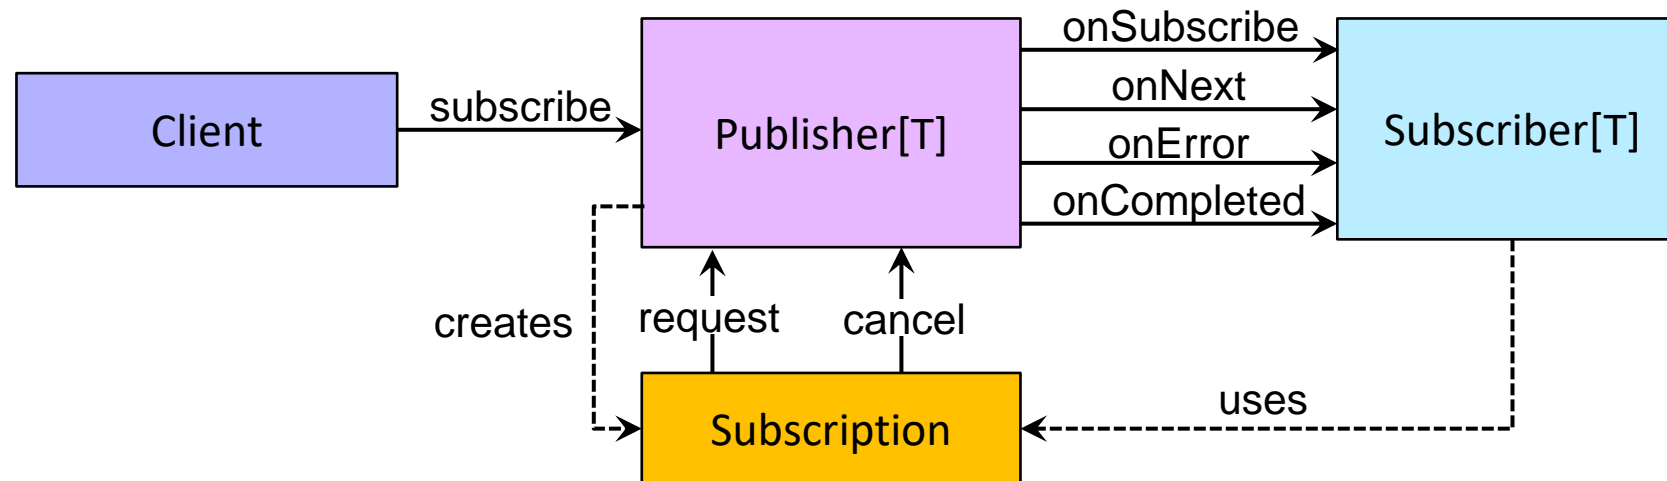 onSubscribe
Client
subscribe
Publisher[T]
onNext
onError
onCompleted
Subscriber[T]
creates
request
cancel
Subscription
uses